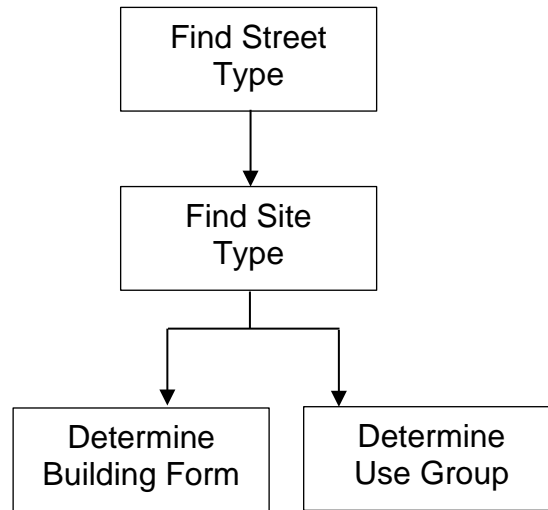 Find Street
Type
Find Site
Type
Determine
Building Form
Determine
Use Group